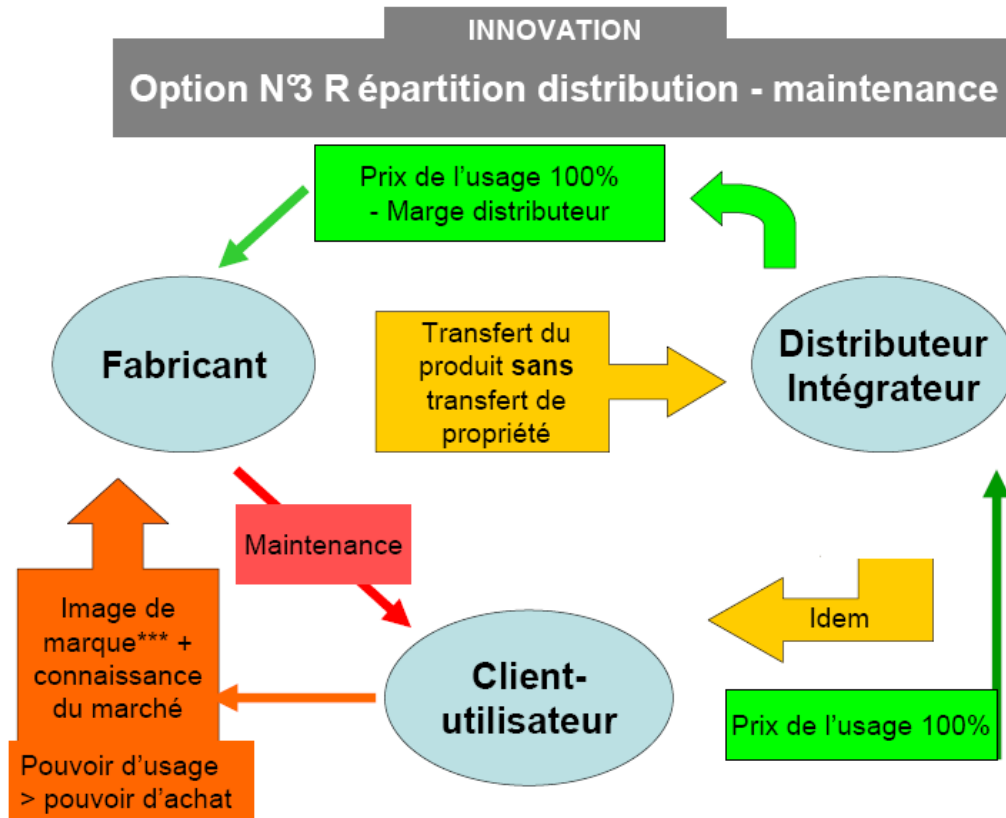 INNOVATION
Option N°3 R épartition distribution - maintenance
Prix de l'usage 100%
- Marge distributeur
Fabricant
Transfert du
produit sans
transfert de
propriété
Distributeur
Intégrateur
Maintenance
Image de
marque*** +
connaissance
du marché
Pouvoir d'usage
> pouvoir d'achat
Client-
utilisateur
Idem
Prix de l'usage 100%